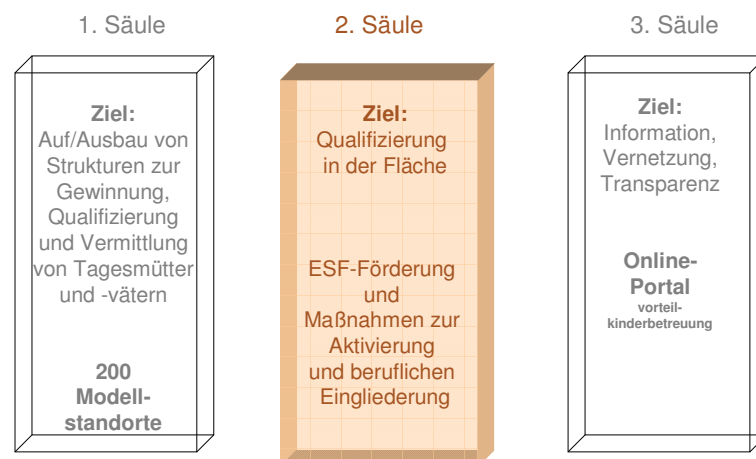 1. Säule
Ziel:
Auf/Ausbau von
Strukturen zur
Gewinnung,
Qualifizierung
und Vermittlung
von Tagesmütter
und -vätern
200
Modell-
standorte
2. Säule
Ziel:
Qualifizierung
in der Fläche
ESF-Förderung
und
Maßnahmen zur
Aktivierung
und beruflichen
Eingliederung
3. Säule
Ziel:
Information,
Vernetzung,
Transparenz
Online-
Portal
vorteil-
kinderbetreuung